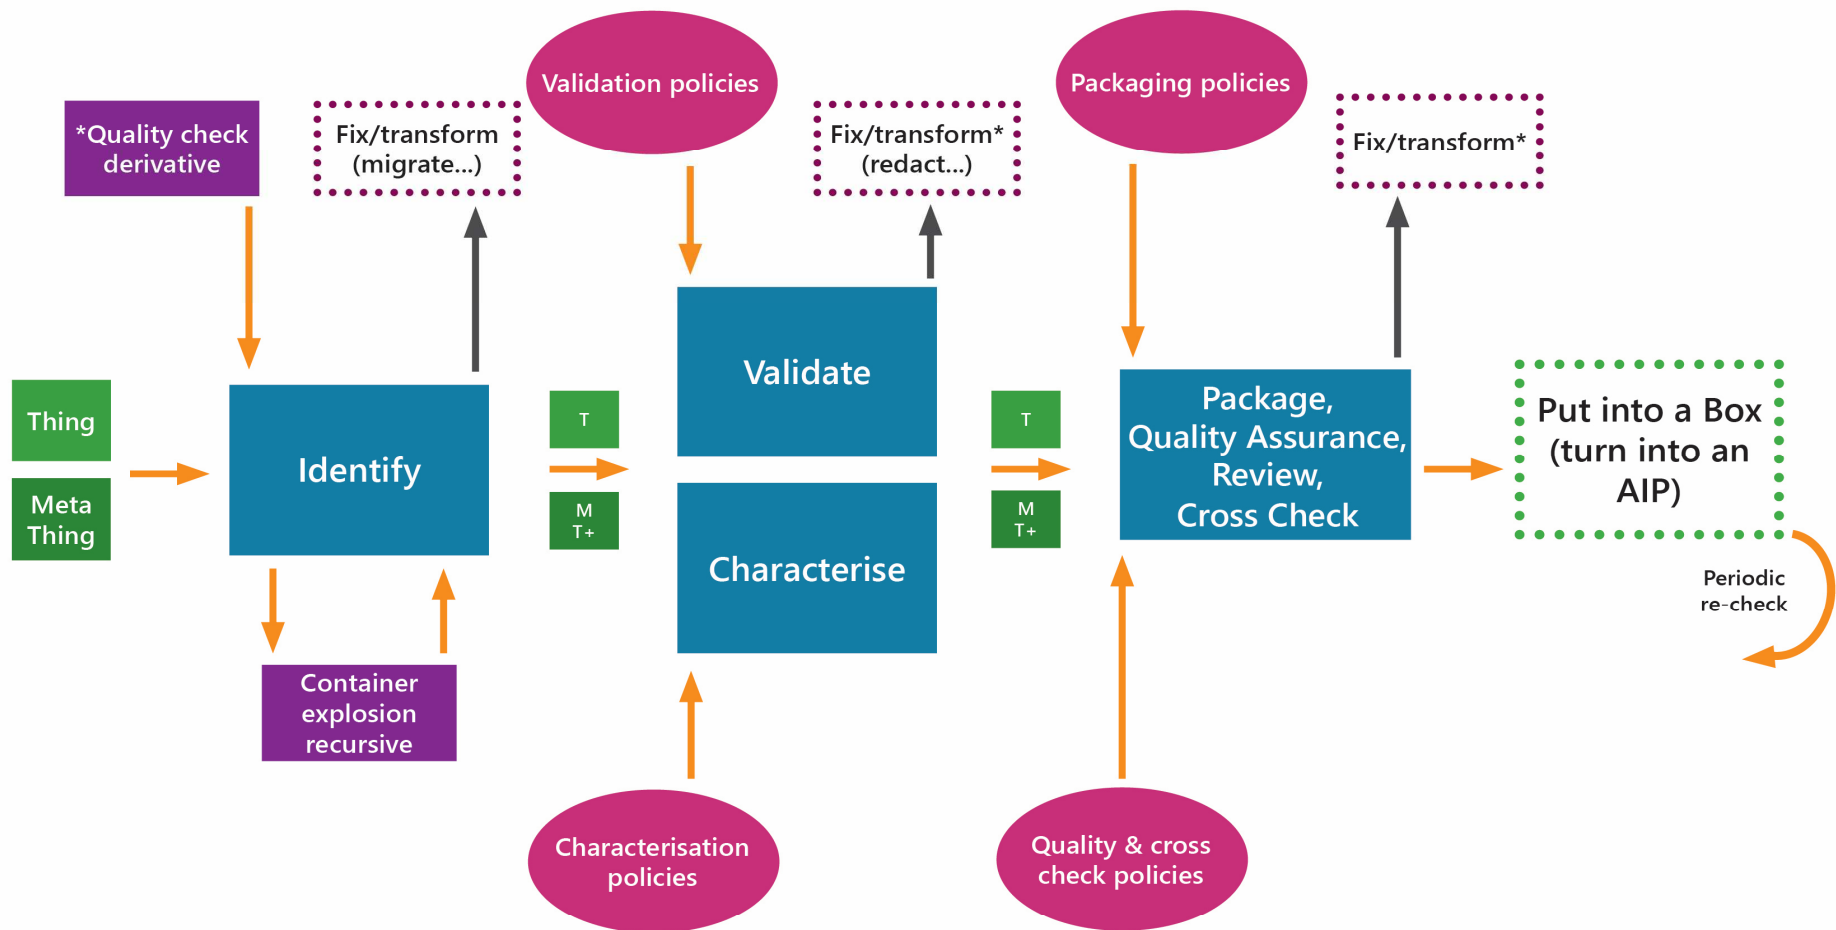 Validation policies
Packaging policies
*Quality check
derivative
Fix/transform
(migrate...)
Fix/transform*
(redact...)
Fix/transform*
Thing
Meta
Thing
Identify
T
M
T+
Validate
Characterise
T
M
T+
Package,
Quality Assurance,
Review,
Cross Check
Put into a Box
(turn into an
AIP)
Periodic
re-check
Container
explosion
recursive
Characterisation
policies
Quality & cross
check policies